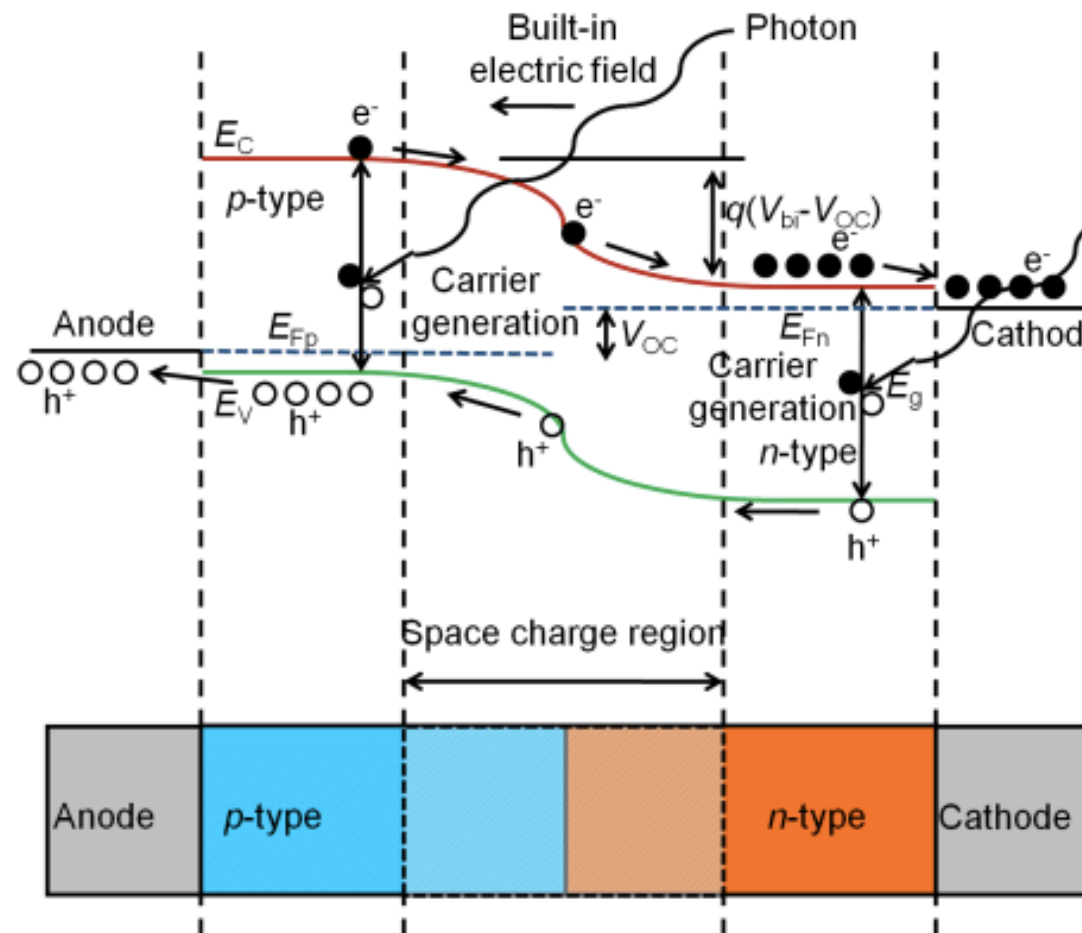 Built-in
electric field
Photon
e-
EC
p-type
e-
q(Vbi-VOC)
e-
e-
Carrier
generation
Anode
EFp
VOC
EFn
Cathod
Carrier
generation
Eg
h+
EV
h+
h+
n-type
h+
Space charge region
Anode
p-type
n-type
Cathode